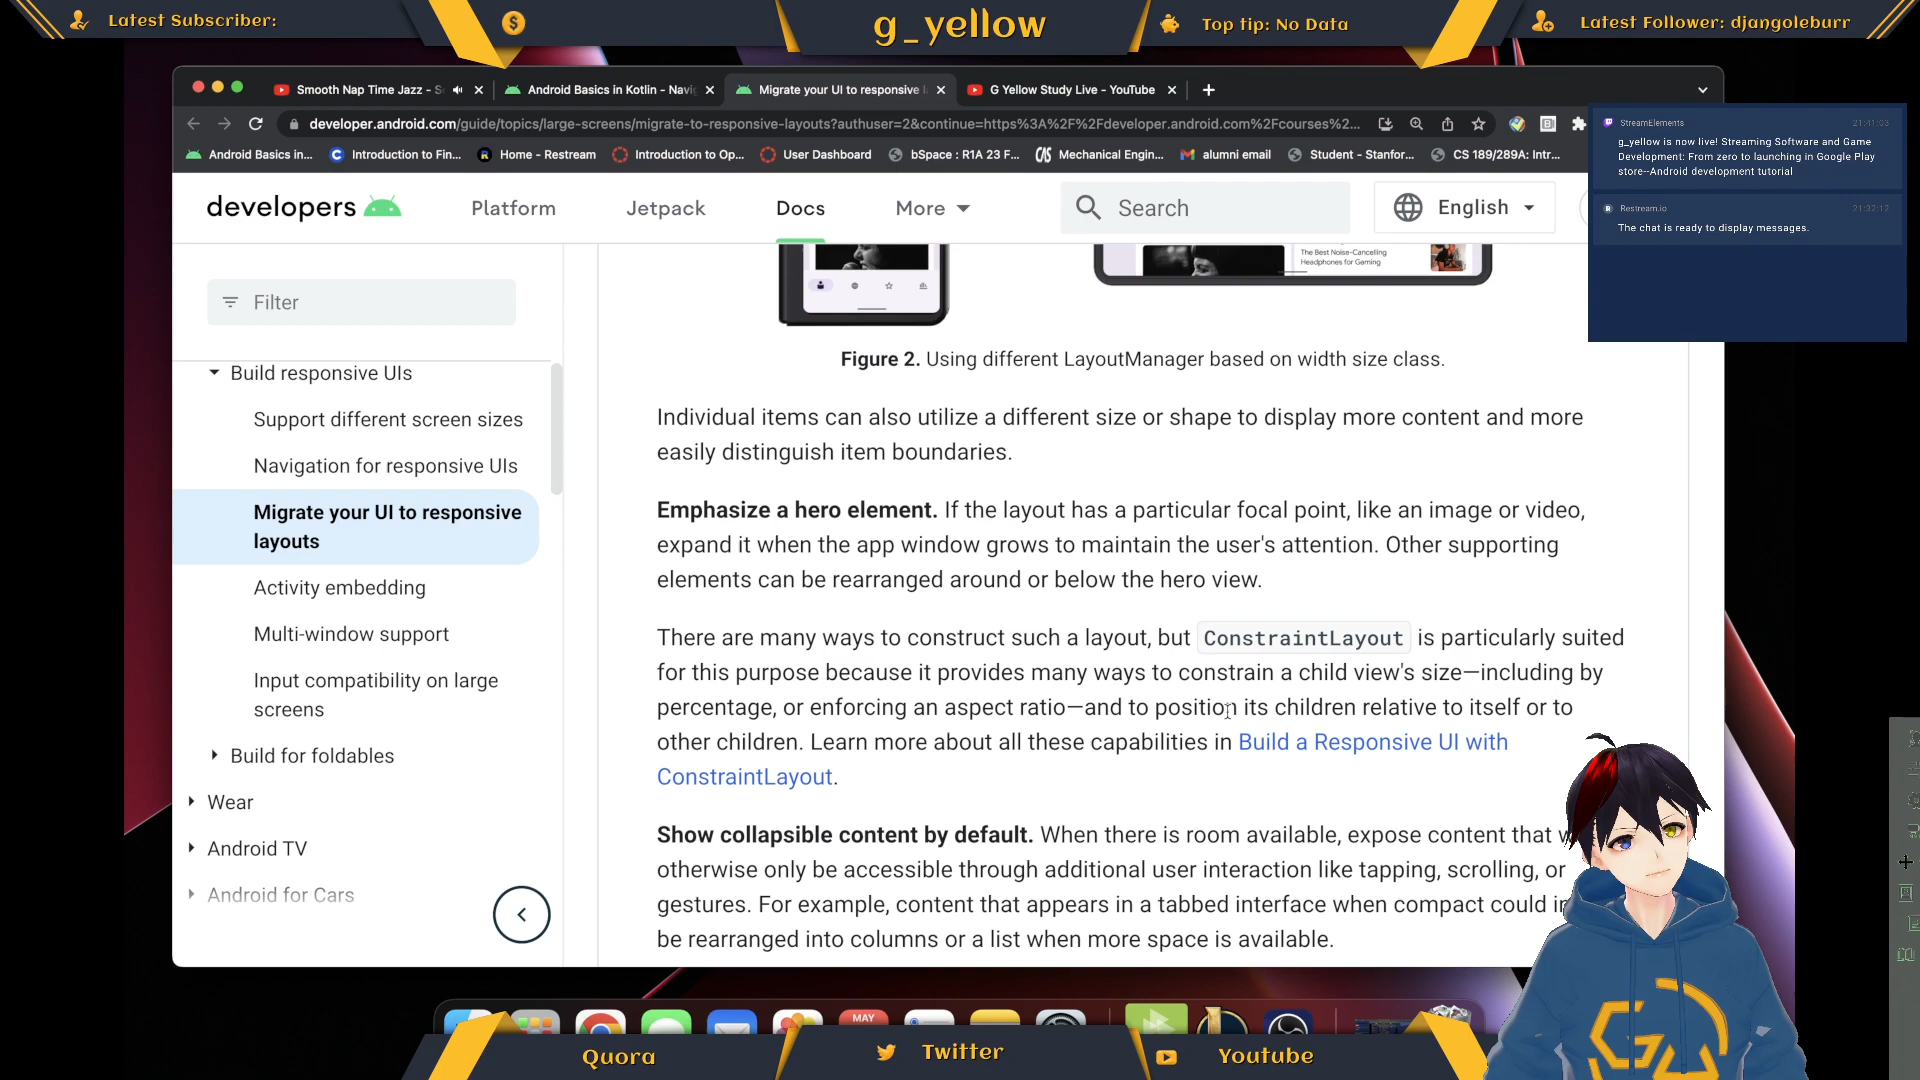 Latest Subscriber:
g_yellow
Top tip: No Data
Latest Follower: djangoleburr
Smooth Nap Time Jazz - S
Android Basics in Kotlin - Navi
Migrate your UI to responsive l
G Yellow Study Live - YouTube
developer.android.com/guide/topics/large-screens/migrate-to-responsive-layouts?authuser=2&continue=https%3A%2F%2Fdeveloper.android.com%2Fcourses%2...
Android Basics in...
Introduction to Fin...
Home - Restream
Introduction to Op...
User Dashboard
bSpace : R1A 23 F...
Mechanical Engin...
alumni email
Student - Stanfor...
CS 189/289A: Intr...
StreamElements 21:41:03
g_yellow is now live! Streaming Software and Game
Development: From zero to launching in Google Play
store--Android development tutorial
Restream.io 21:32:12
The chat is ready to display messages.
developers
Platform
Jetpack
Docs
More
Search
English
Filter
Build responsive UIs
Support different screen sizes
Navigation for responsive UIs
Migrate your UI to responsive
layouts
Activity embedding
Multi-window support
Input compatibility on large
screens
Build for foldables
Wear
Android TV
Android for Cars
The Best Noise-Cancelling
Headphones for Gaming
Figure 2. Using different LayoutManager based on width size class.
Individual items can also utilize a different size or shape to display more content and more
easily distinguish item boundaries.
Emphasize a hero element. If the layout has a particular focal point, like an image or video,
expand it when the app window grows to maintain the user's attention. Other supporting
elements can be rearranged around or below the hero view.
There are many ways to construct such a layout, but ConstraintLayout is particularly suited
for this purpose because it provides many ways to constrain a child view's size—including by
percentage, or enforcing an aspect ratio—and to position its children relative to itself or to
other children. Learn more about all these capabilities in Build a Responsive UI with
ConstraintLayout.
Show collapsible content by default. When there is room available, expose content that
otherwise only be accessible through additional user interaction like tapping, scrolling, or
gestures. For example, content that appears in a tabbed interface when compact could
be rearranged into columns or a list when more space is available.
MAY
Quora
Twitter
Youtube